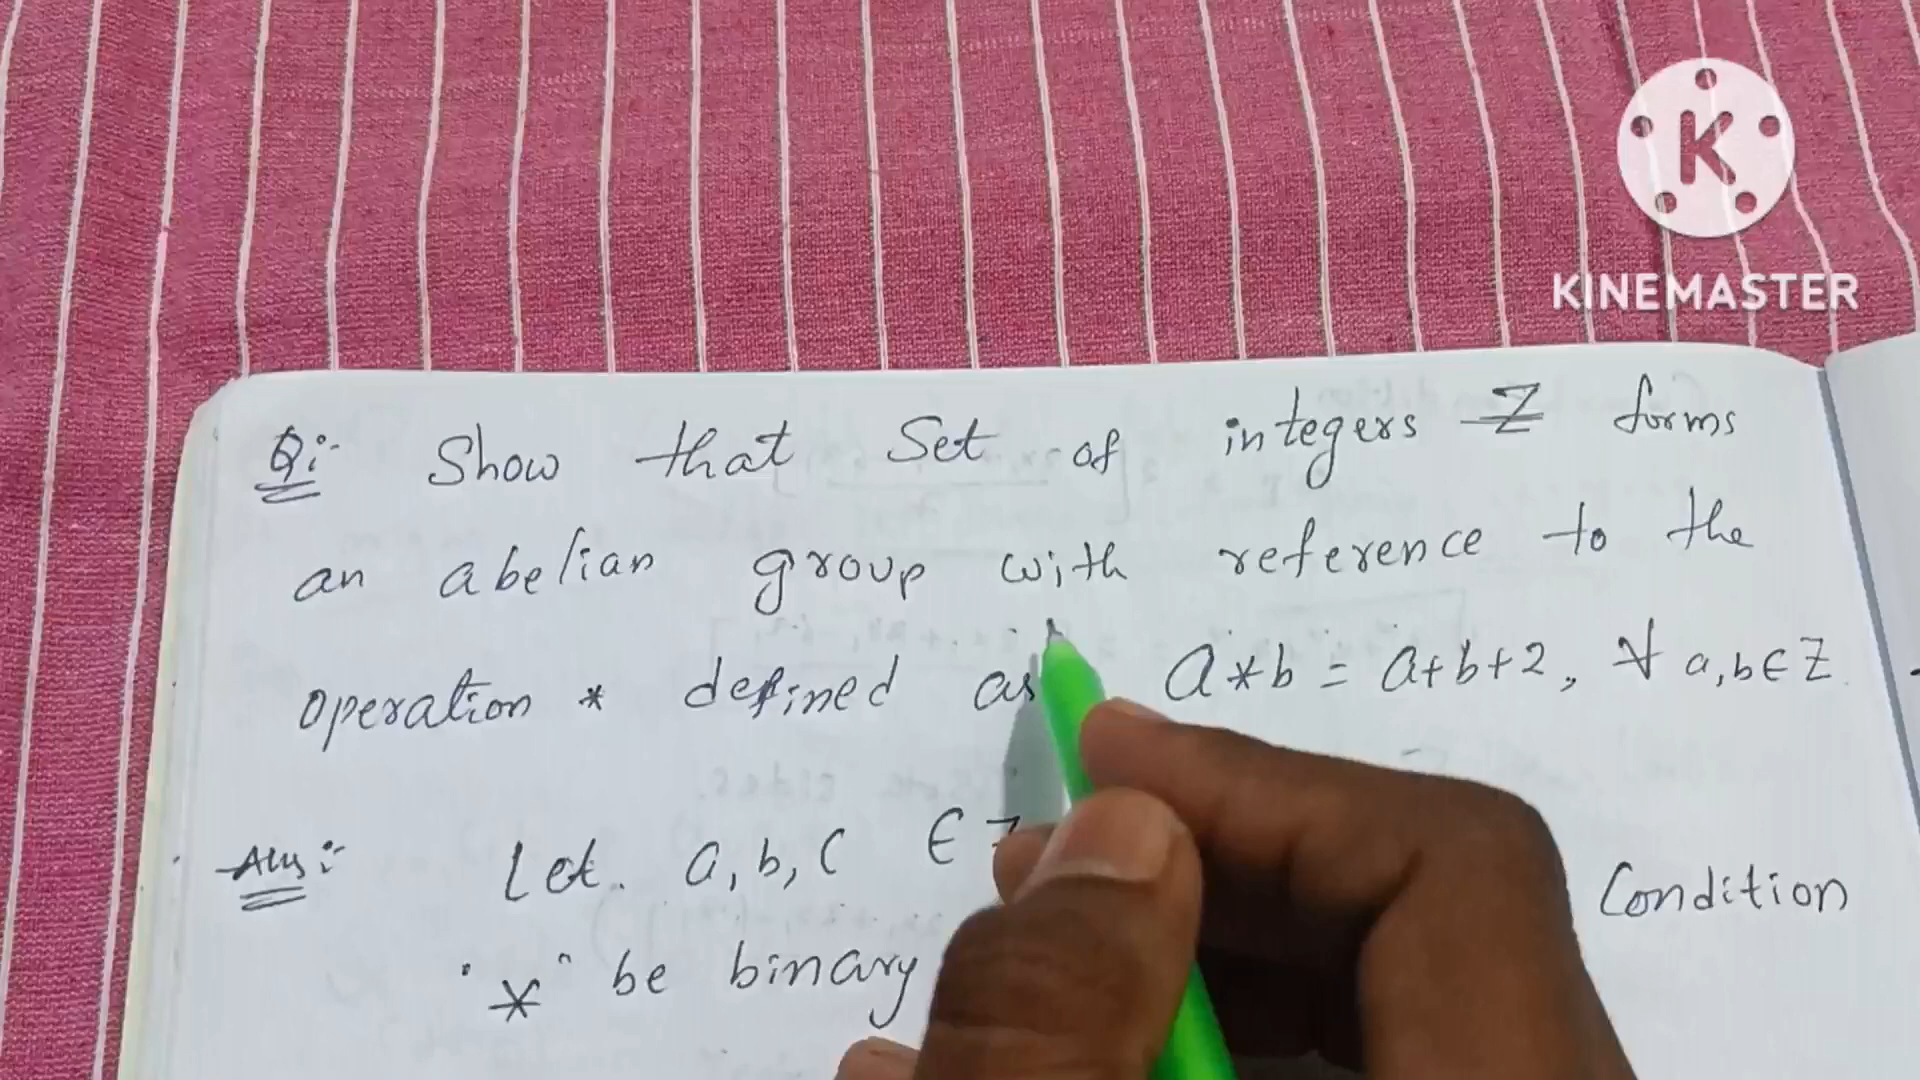 KINEMASTER
Q:- Show that Set of integers Z forms
an abelian group with reference to the
operation * defined as a*b = a+b+2, ∀ a,b∈Z
Ans:- Let. a, b, c ∈ Z Condition
"*" be binary